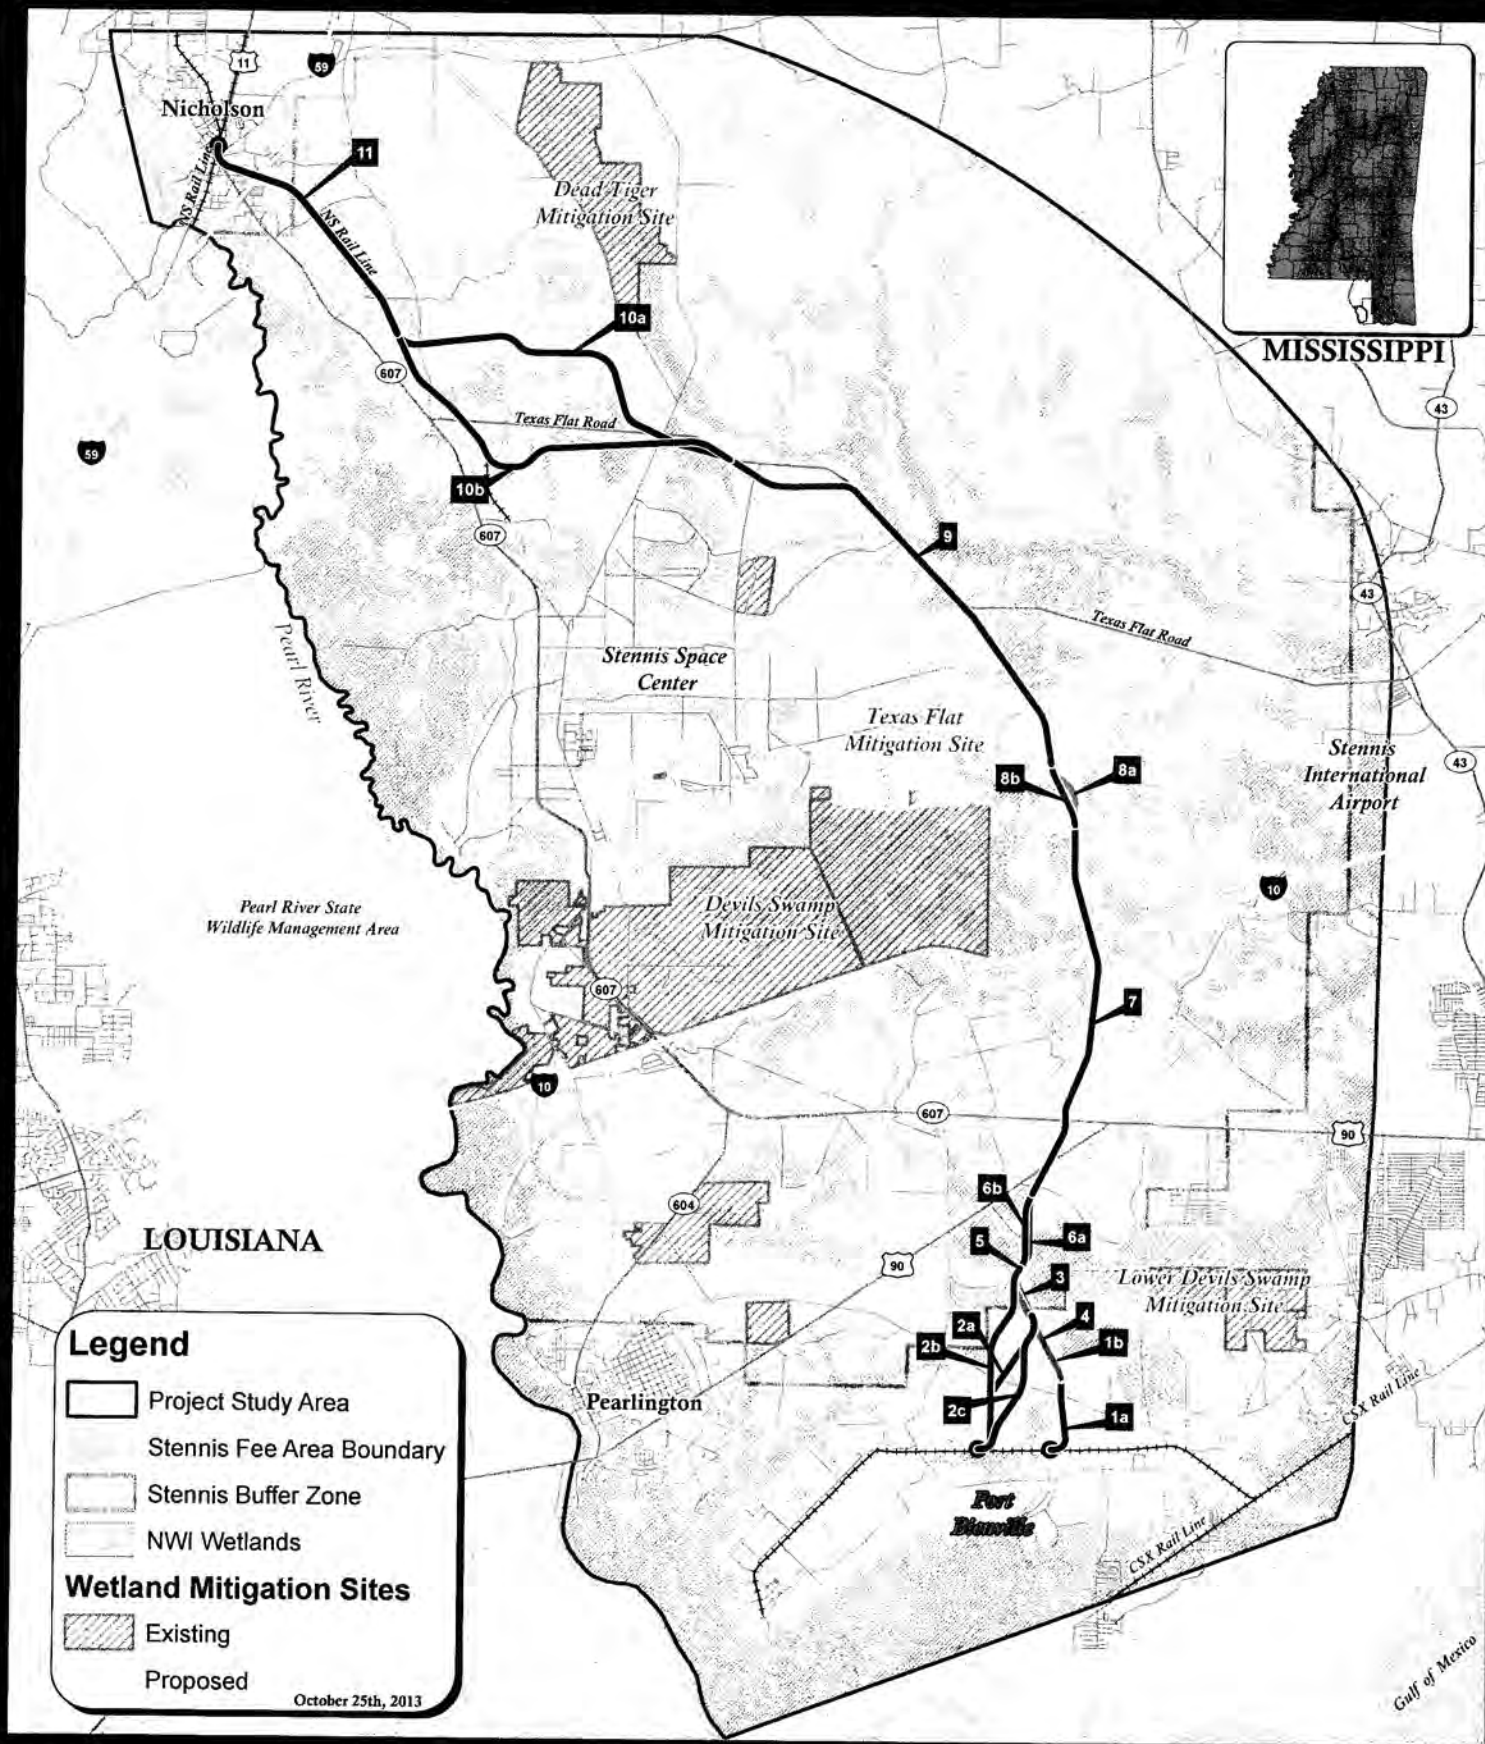 11
59
Nicholson
11
NS Rail Line
NS Rail Line
Dead Tiger
Mitigation Site
MISSISSIPPI
10a
607
43
59
Texas Flat Road
10b
607
9
43
Texas Flat Road
Pearl River
Stennis Space
Center
Texas Flat
Mitigation Site
Stennis
International
Airport
43
8b
8a
10
Pearl River State
Wildlife Management Area
Devils Swamp
Mitigation Site
607
7
10
607
90
6b
604
LOUISIANA
5
6a
90
3
Lower Devils Swamp
Mitigation Site
2a
4
2b
1b
Pearlington
2c
1a
CSX Rail Line
Port
Bienville
CSX Rail Line
Gulf of Mexico
Legend
Project Study Area
Stennis Fee Area Boundary
Stennis Buffer Zone
NWI Wetlands
Wetland Mitigation Sites
Existing
Proposed
October 25th, 2013